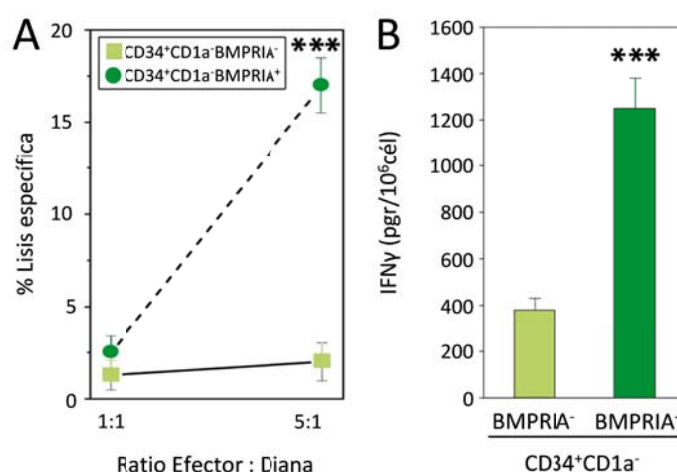 A
20
15
10
5
0
% Lisis específica
CD34⁺CD1a⁻BMPRIA⁻
CD34⁺CD1a⁻BMPRIA⁺
***
1:1 5:1
Ratio Efector : Diana
B
1600
1400
1200
1000
800
600
400
200
0
IFNγ (pgr/10⁶cél)
***
BMPRIA⁻ BMPRIA⁺
CD34⁺CD1a⁻